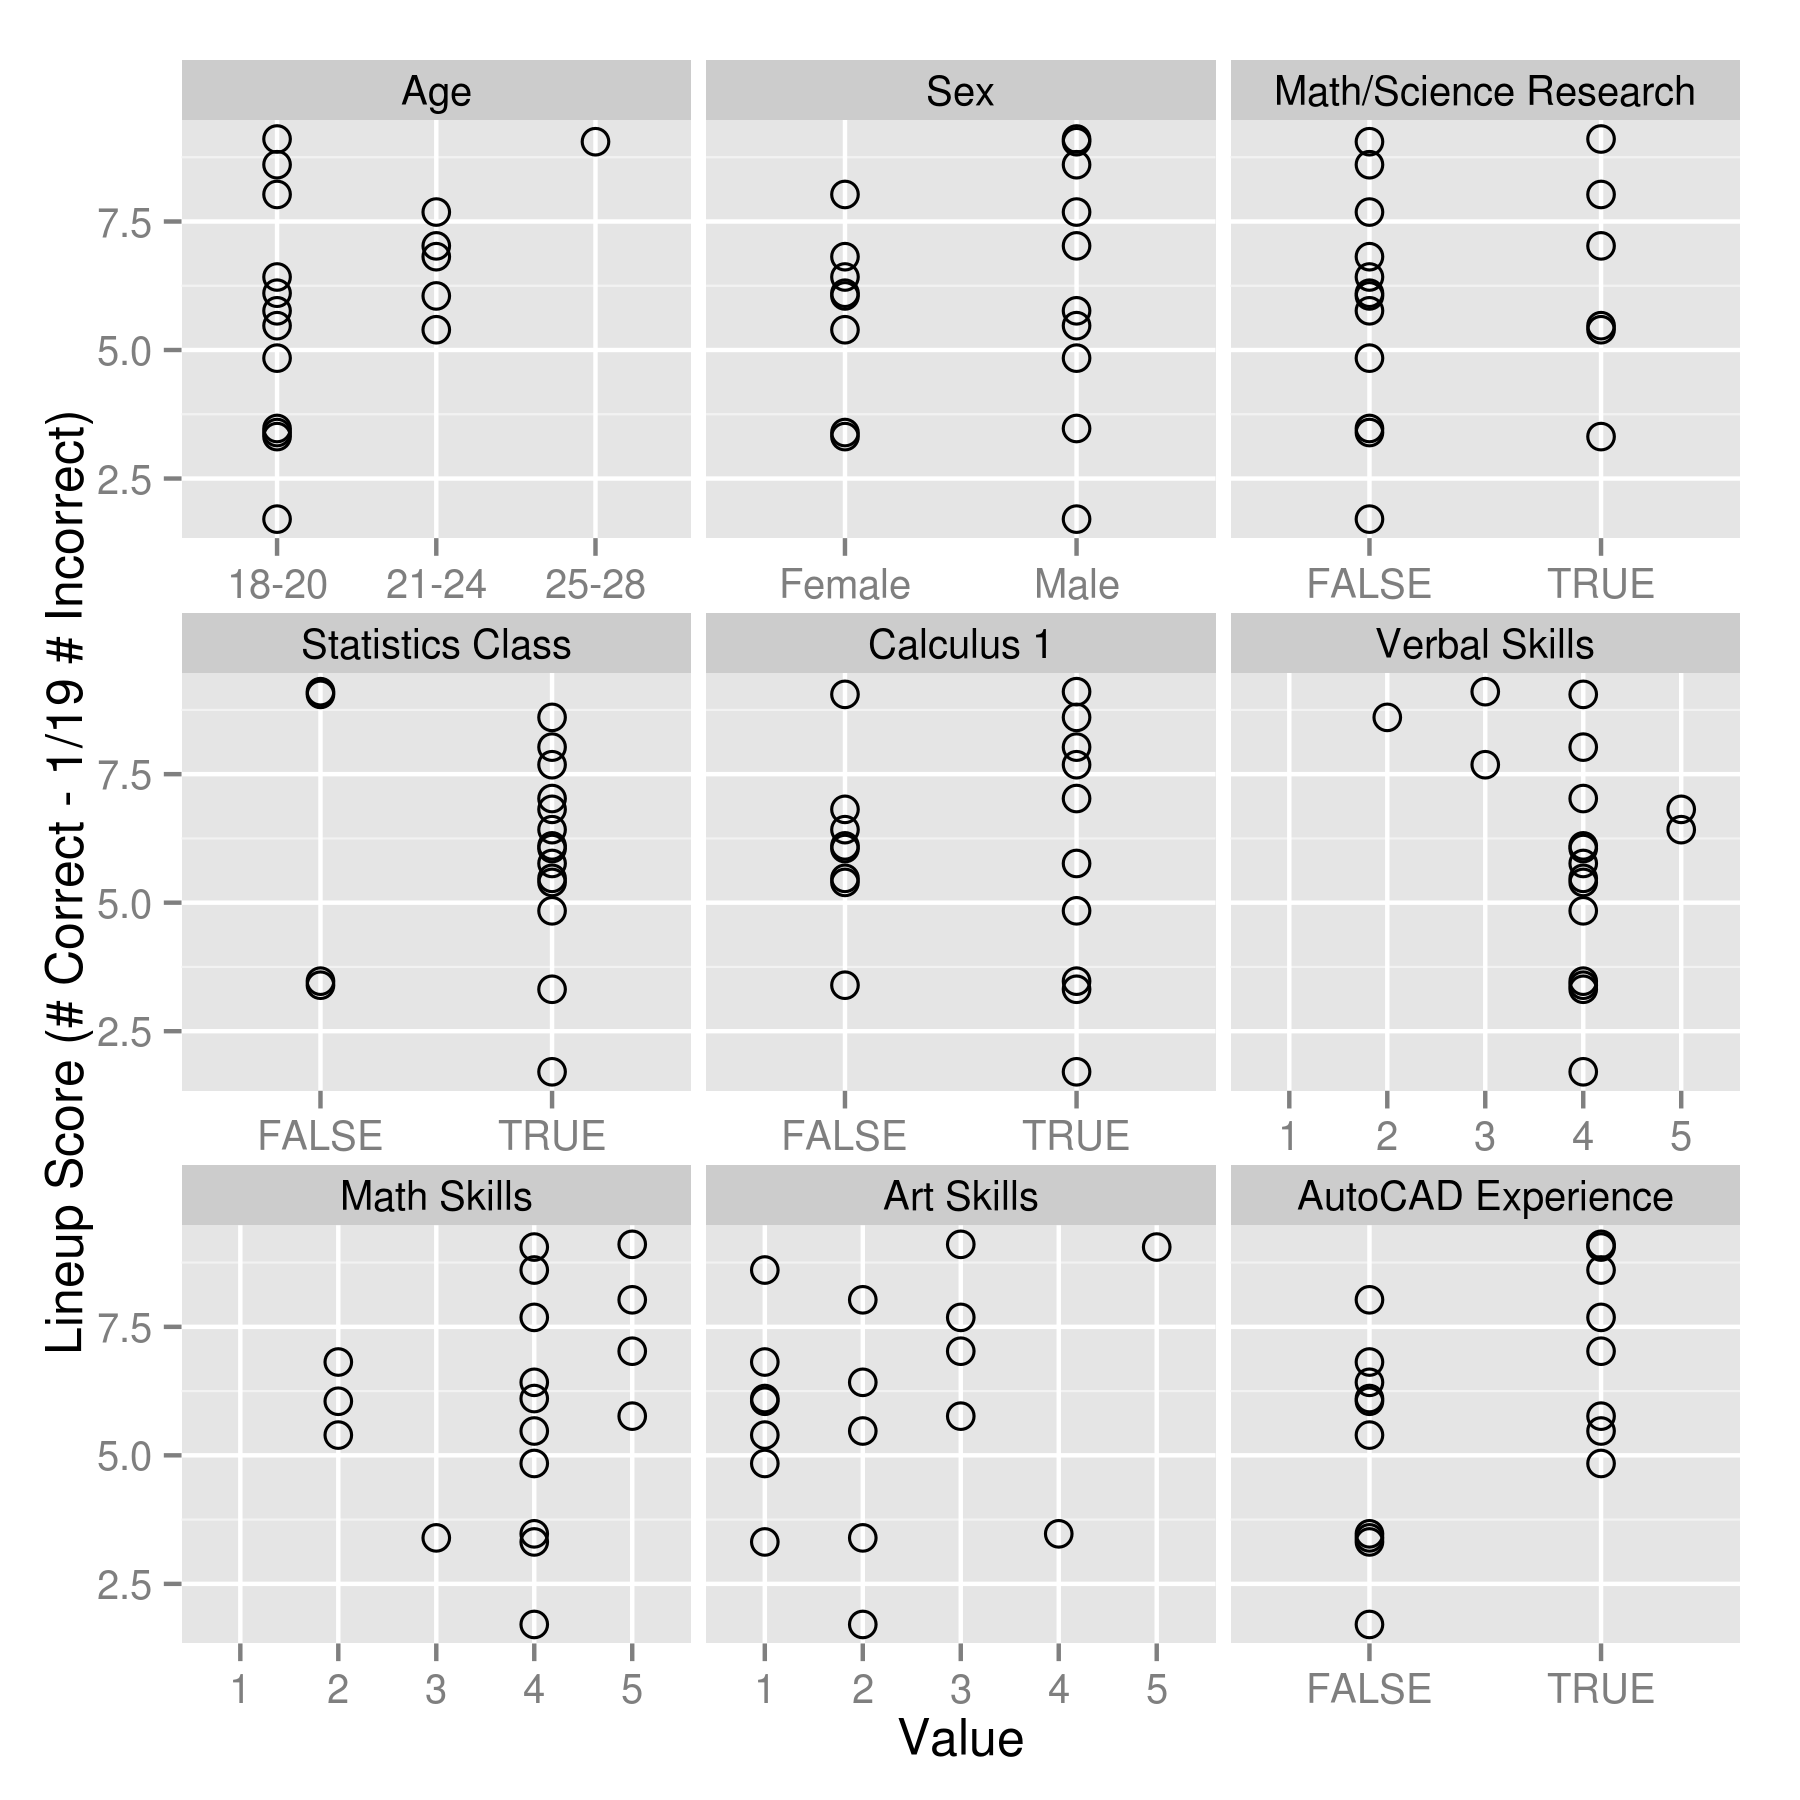 Age Sex Math/Science Research
7.5
5.0
2.5
18-20 21-24 25-28 Female Male FALSE TRUE
Statistics Class Calculus 1 Verbal Skills
7.5
5.0
2.5
FALSE TRUE FALSE TRUE 1 2 3 4 5
Math Skills Art Skills AutoCAD Experience
7.5
5.0
2.5
1 2 3 4 5 1 2 3 4 5 FALSE TRUE
Value
Lineup Score (# Correct - 1/19 # Incorrect)